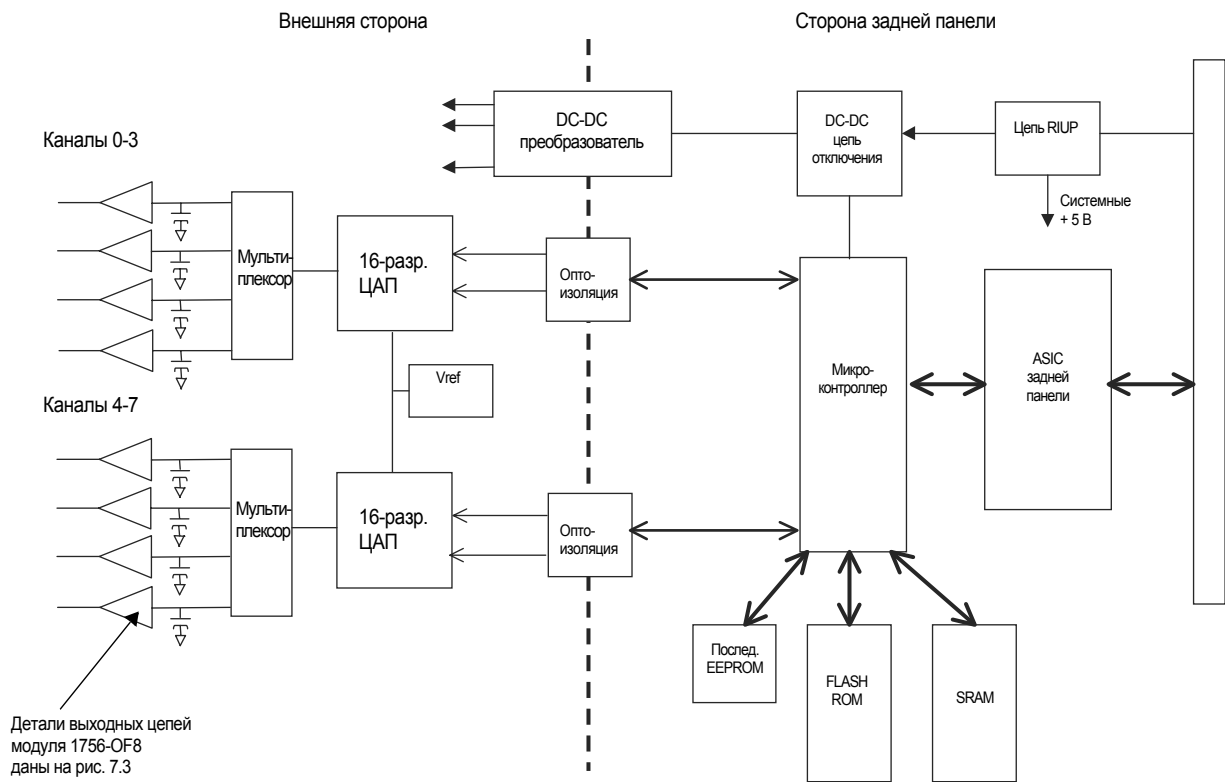 Внешняя сторона
Сторона задней панели
DC-DC
преобразователь
DC-DC
цепь
отключения
Цепь RIUP
Системные
+ 5 В
Каналы 0-3
Мульти-
плексор
16-разр.
ЦАП
Опто-
изоляция
Vref
Микро-
контроллер
ASIC
задней
панели
Каналы 4-7
Мульти-
плексор
16-разр.
ЦАП
Опто-
изоляция
Послед.
EEPROM
FLASH
ROM
SRAM
Детали выходных цепей
модуля 1756-OF8
даны на рис. 7.3